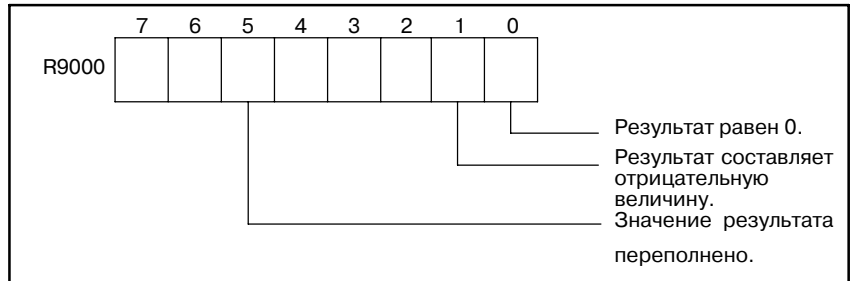 7 6 5 4 3 2 1 0
R9000
Результат равен 0.
Результат составляет
отрицательную
величину.
Значение результата
переполнено.